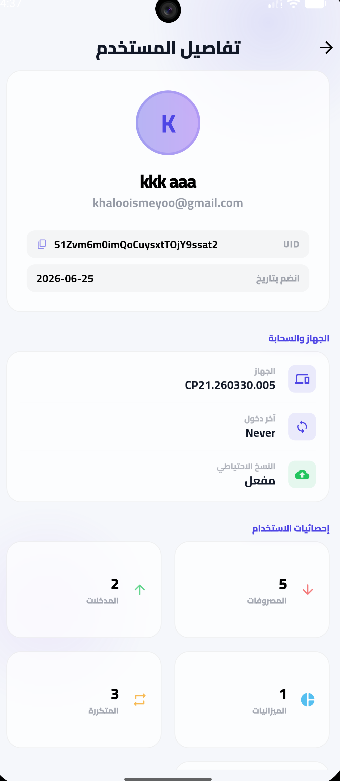 تفاصيل المستخدم
K
kkk aaa
khalooismeyoo@gmail.com
UID
51Zvm6m0imQoCuysxtTOjY9ssat2
انضم بتاريخ
2026-06-25
الجهاز والسحابة
الجهاز
CP21.260330.005
آخر دخول
Never
النسخ الاحتياطي
مفعل
إحصائيات الاستخدام
5
المصروفات
2
المدخلات
1
الميزانيات
3
المتكررة